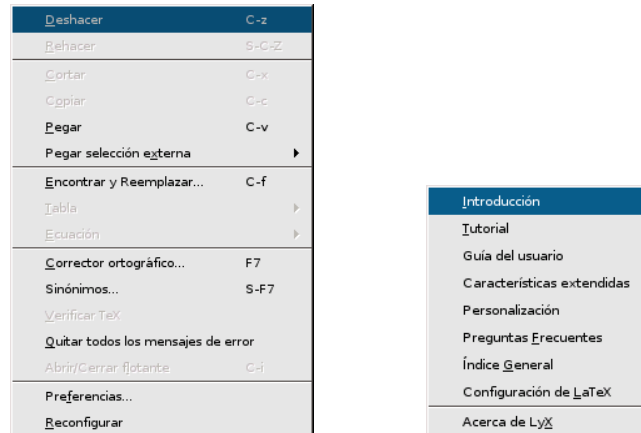 Deshacer C-z
Rehacer S-C-Z
Cortar C-x
Copiar C-c
Pegar C-v
Pegar selección externa
Encontrar y Reemplazar... C-f
Tabla
Ecuación
Corrector ortográfico... F7
Sinónimos... S-F7
Verificar TeX
Quitar todos los mensajes de error
Abrir/Cerrar flotante C-i
Preferencias...
Reconfigurar
Introducción
Tutorial
Guía del usuario
Características extendidas
Personalización
Preguntas Frecuentes
Índice General
Configuración de LaTeX
Acerca de LyX